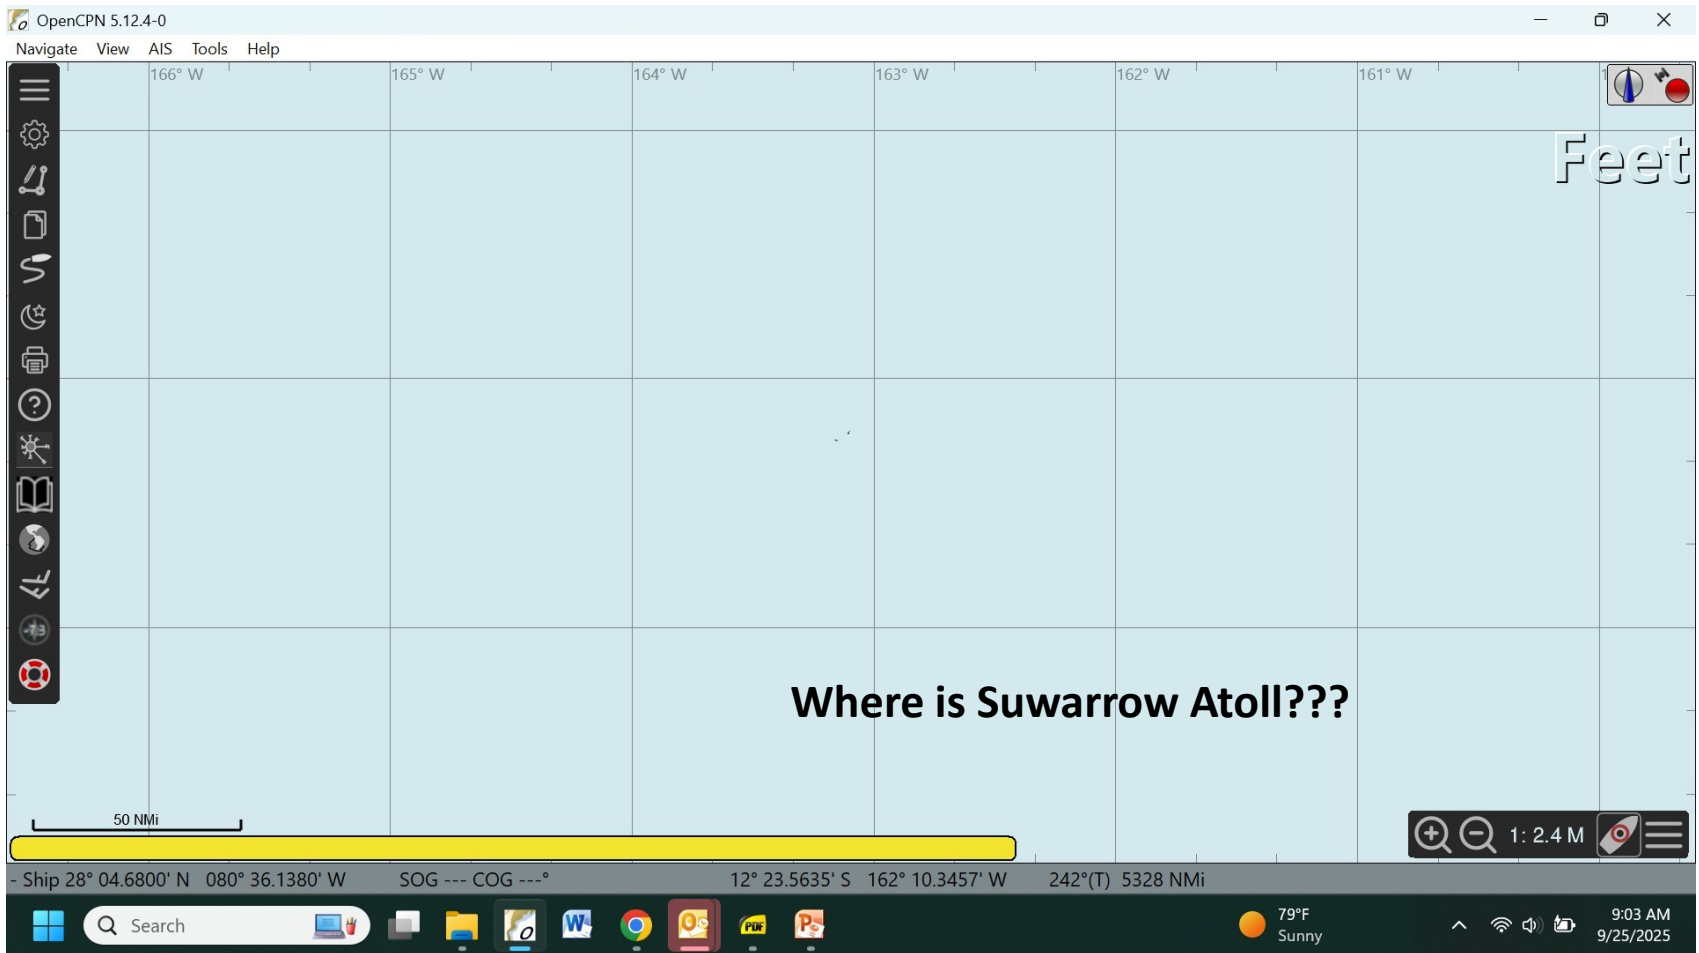 OpenCPN 5.12.4-0
Navigate View AIS Tools Help
166° W 165° W 164° W 163° W 162° W 161° W
Feet
Where is Suwarrow Atoll???
50 NMi
1: 2.4 M
- Ship 28° 04.6800' N 080° 36.1380' W SOG --- COG ---° 12° 23.5635' S 162° 10.3457' W 242°(T) 5328 NMi
Search
79°F
Sunny
9:03 AM
9/25/2025